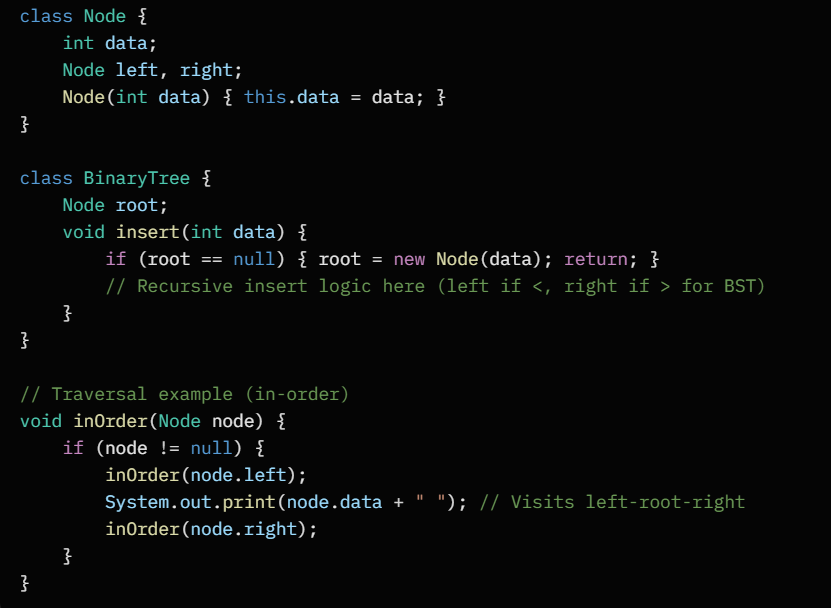 class Node {
    int data;
    Node left, right;
    Node(int data) { this.data = data; }
}

class BinaryTree {
    Node root;
    void insert(int data) {
        if (root == null) { root = new Node(data); return; }
        // Recursive insert logic here (left if <, right if > for BST)
    }
}

// Traversal example (in-order)
void inOrder(Node node) {
    if (node != null) {
        inOrder(node.left);
        System.out.print(node.data + " "); // Visits left-root-right
        inOrder(node.right);
    }
}